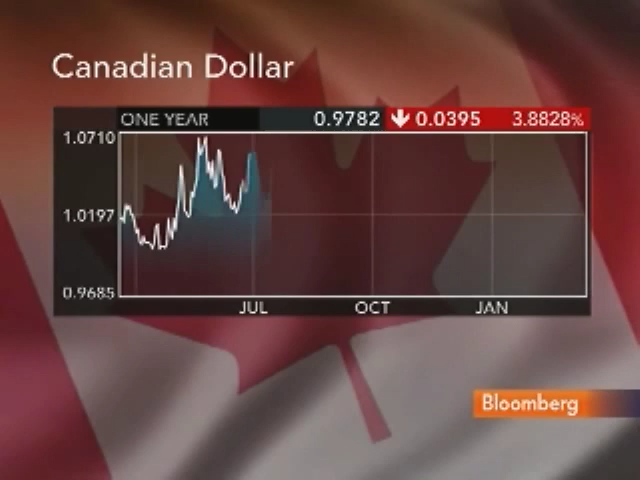 Canadian Dollar
ONE YEAR 0.9782 0.0395 3.8828%
1.0710
1.0197
0.9685
JUL OCT JAN
Bloomberg